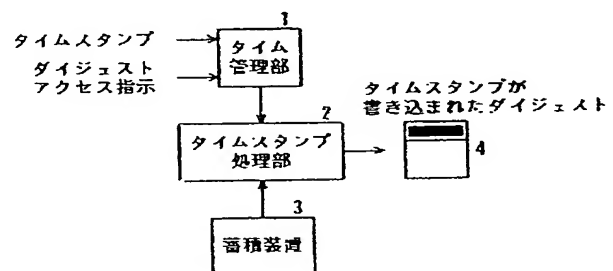 1
タイムスタンプ
タイム
管理部
ダイジェスト
アクセス指示
タイムスタンプが
書き込まれたダイジェスト
2
タイムスタンプ
処理部
4
3
蓄積装置